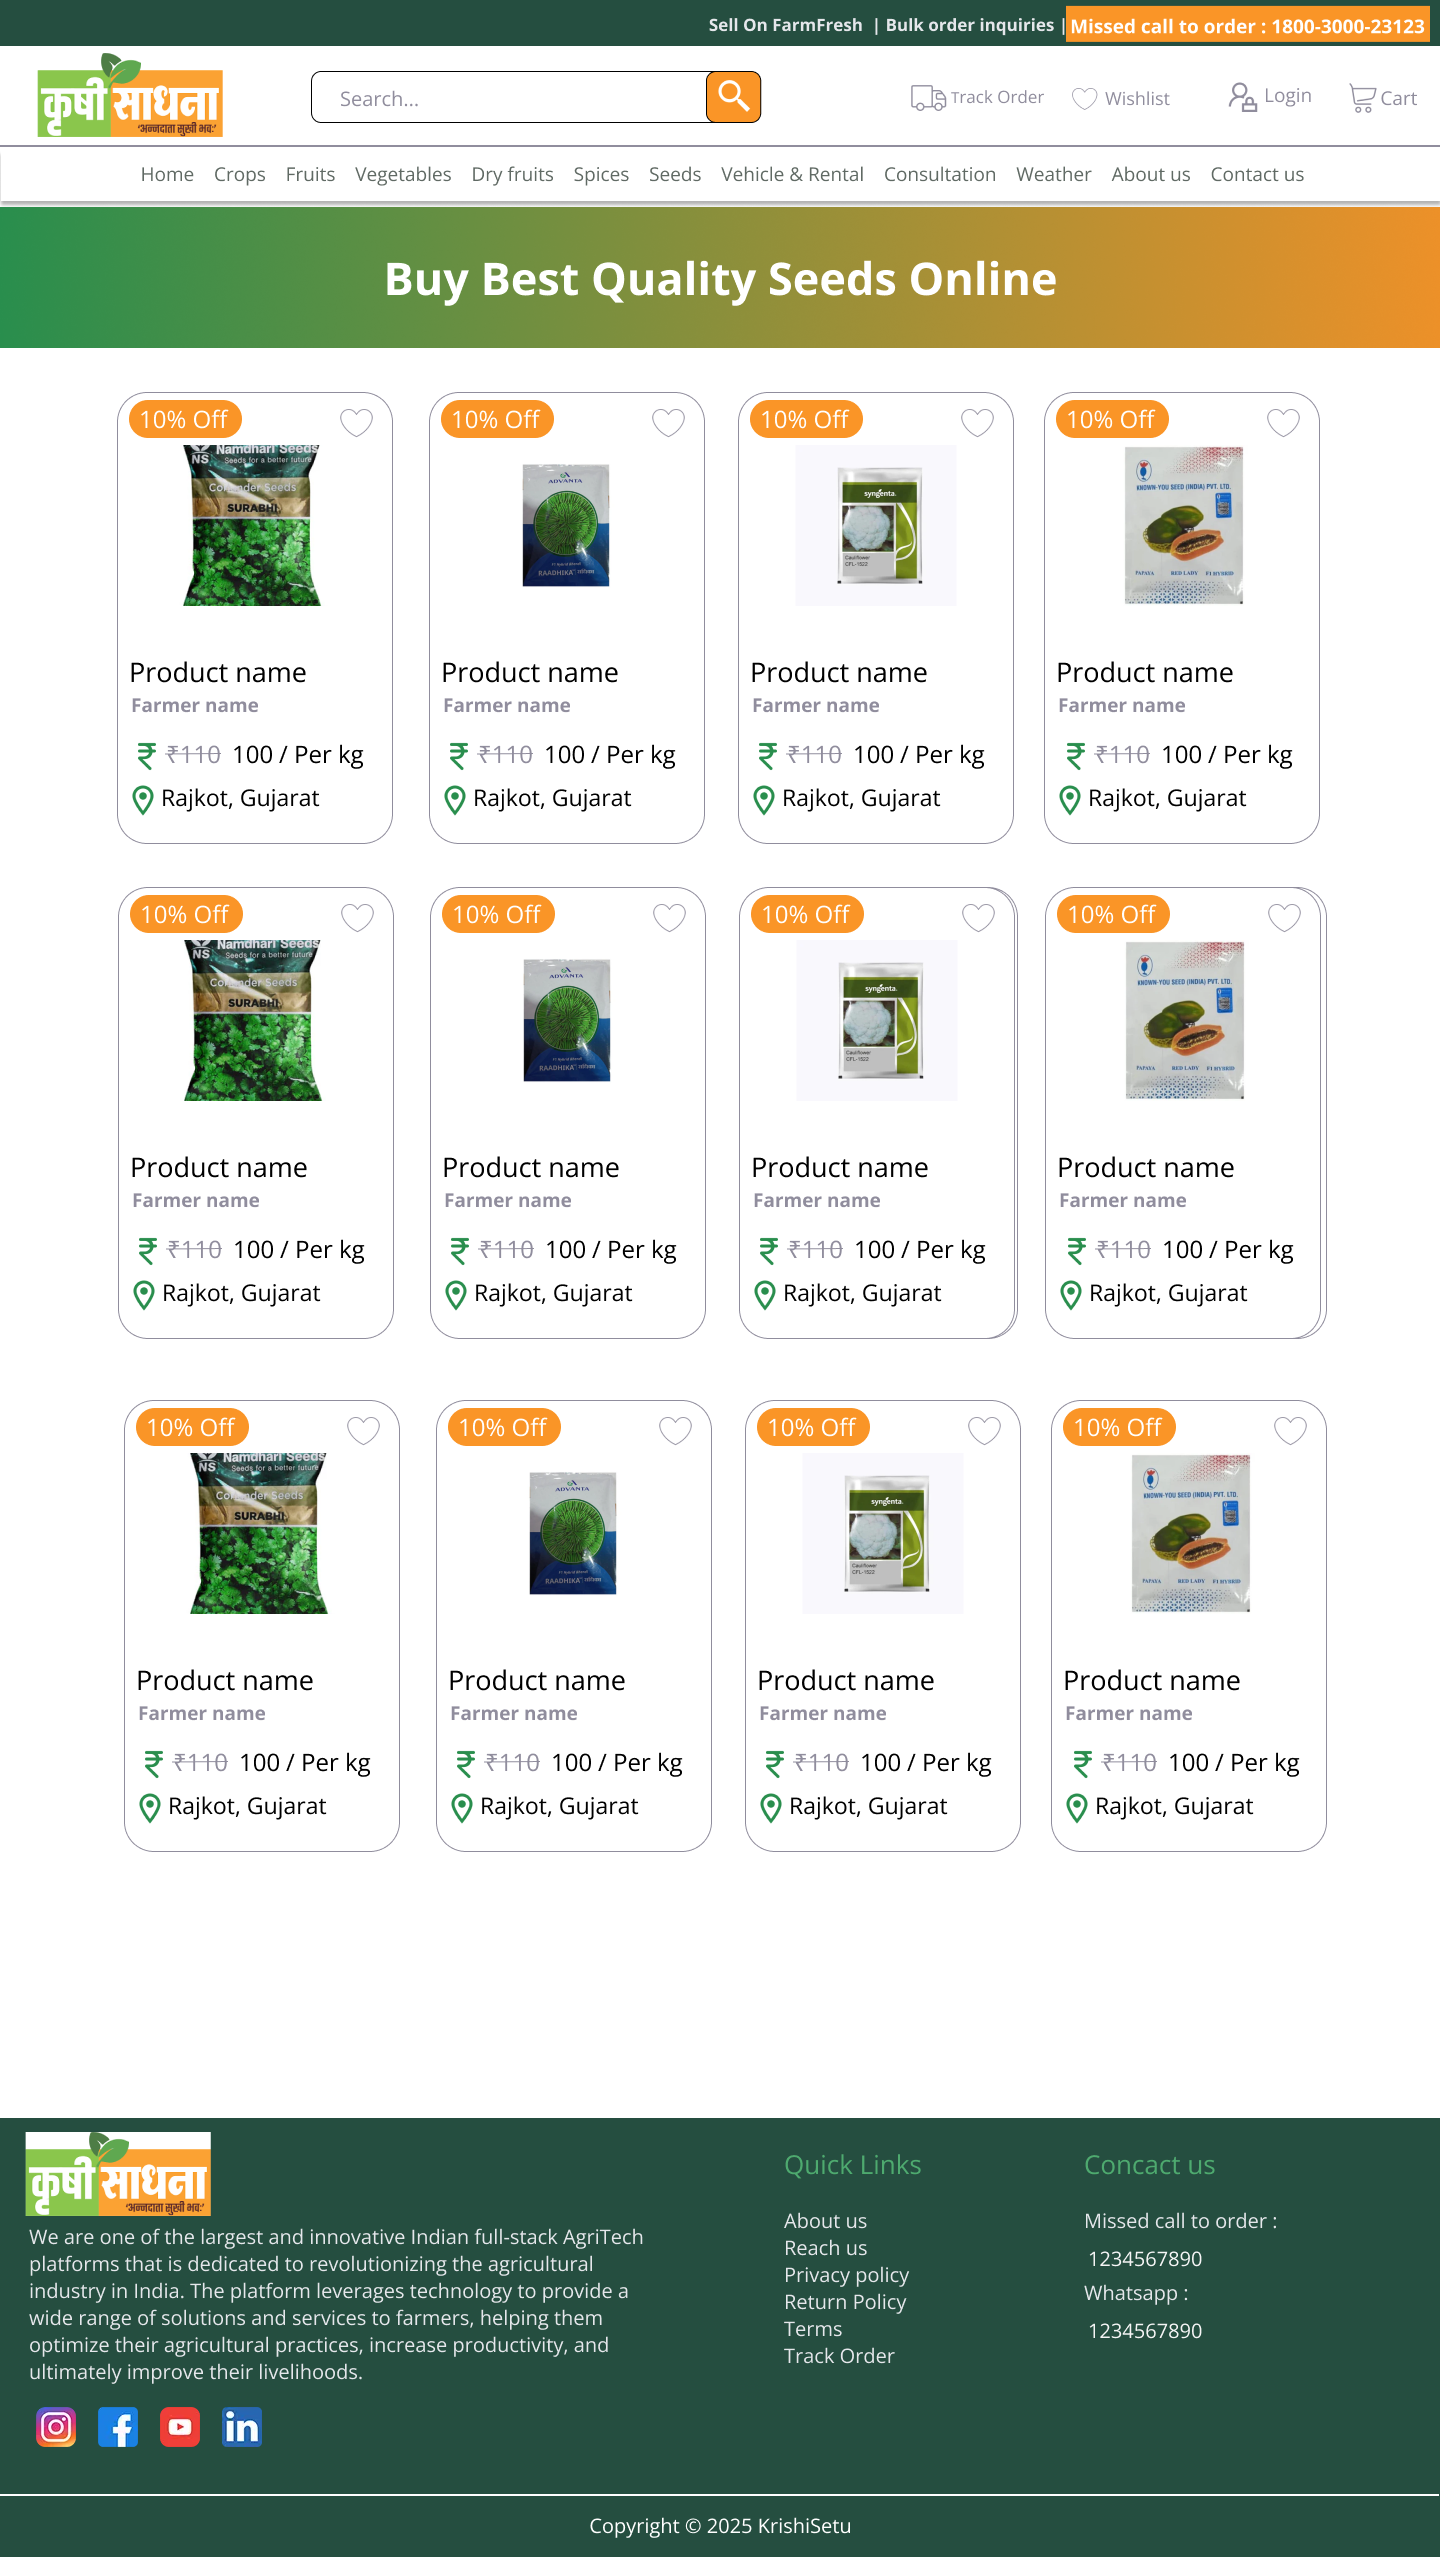 Sell On FarmFresh | Bulk order inquiries | Missed call to order : 1800-3000-23123
कृषी साधना
'अन्नदाता सुखी भवः'
Search...
Track Order Wishlist Login Cart
Home Crops Fruits Vegetables Dry fruits Spices Seeds Vehicle & Rental Consultation Weather About us Contact us
Buy Best Quality Seeds Online
10% Off 10% Off 10% Off 10% Off
Namdhari Seeds
NS Seeds for a better future
Coriander Seeds
SURABHI
ADVANTA
RAADHIKA
syngenta.
Cauliflower
CFL-1522
KNOWN-YOU SEED (INDIA) PVT. LTD.
PAPAYA RED LADY F1 HYBRID
Product name Product name Product name Product name
Farmer name Farmer name Farmer name Farmer name
₹ ₹110 100 / Per kg ₹ ₹110 100 / Per kg ₹ ₹110 100 / Per kg ₹ ₹110 100 / Per kg
Rajkot, Gujarat Rajkot, Gujarat Rajkot, Gujarat Rajkot, Gujarat
10% Off 10% Off 10% Off 10% Off
Namdhari Seeds
NS Seeds for a better future
Coriander Seeds
SURABHI
ADVANTA
RAADHIKA
syngenta.
Cauliflower
CFL-1522
KNOWN-YOU SEED (INDIA) PVT. LTD.
PAPAYA RED LADY F1 HYBRID
Product name Product name Product name Product name
Farmer name Farmer name Farmer name Farmer name
₹ ₹110 100 / Per kg ₹ ₹110 100 / Per kg ₹ ₹110 100 / Per kg ₹ ₹110 100 / Per kg
Rajkot, Gujarat Rajkot, Gujarat Rajkot, Gujarat Rajkot, Gujarat
10% Off 10% Off 10% Off 10% Off
Namdhari Seeds
NS Seeds for a better future
Coriander Seeds
SURABHI
ADVANTA
RAADHIKA
syngenta.
Cauliflower
CFL-1522
KNOWN-YOU SEED (INDIA) PVT. LTD.
PAPAYA RED LADY F1 HYBRID
Product name Product name Product name Product name
Farmer name Farmer name Farmer name Farmer name
₹ ₹110 100 / Per kg ₹ ₹110 100 / Per kg ₹ ₹110 100 / Per kg ₹ ₹110 100 / Per kg
Rajkot, Gujarat Rajkot, Gujarat Rajkot, Gujarat Rajkot, Gujarat
कृषी साधना
'अन्नदाता सुखी भवः'
We are one of the largest and innovative Indian full-stack AgriTech
platforms that is dedicated to revolutionizing the agricultural
industry in India. The platform leverages technology to provide a
wide range of solutions and services to farmers, helping them
optimize their agricultural practices, increase productivity, and
ultimately improve their livelihoods.
in
Quick Links
About us
Reach us
Privacy policy
Return Policy
Terms
Track Order
Concact us
Missed call to order :
1234567890
Whatsapp :
1234567890
Copyright © 2025 KrishiSetu